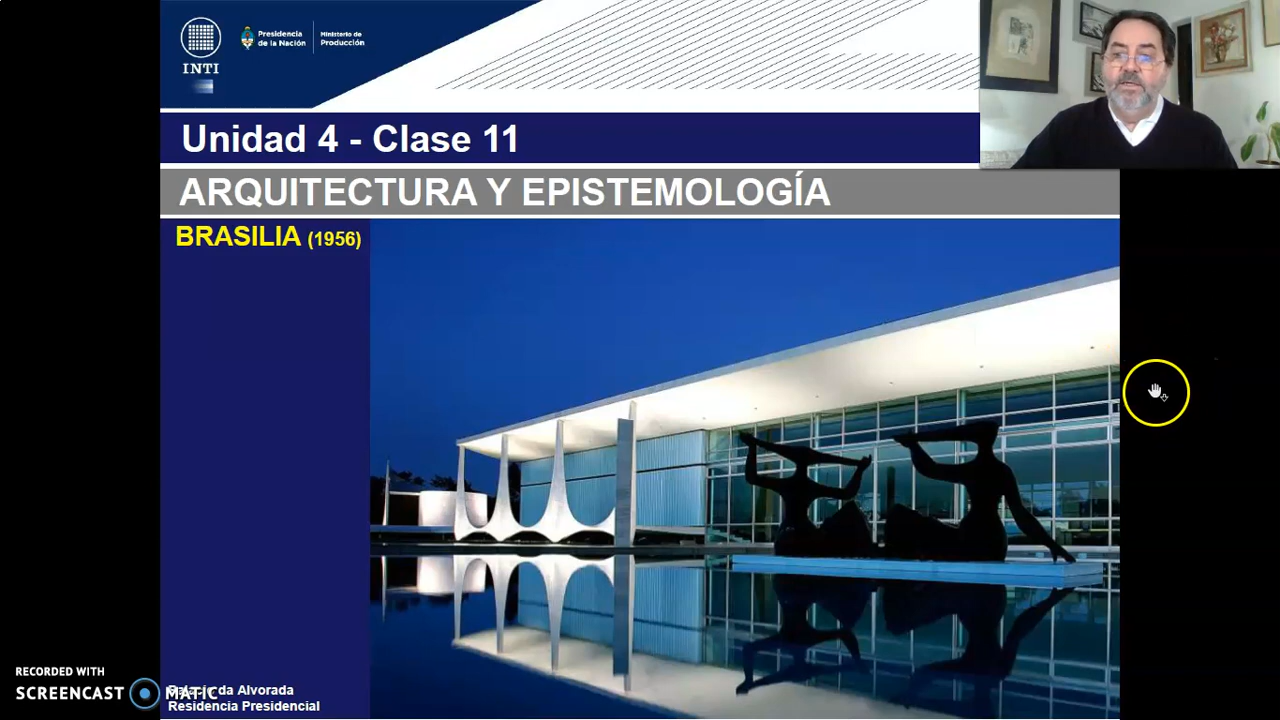 INTI
Presidencia
de la Nación
Ministerio de
Producción
Unidad 4 - Clase 11
ARQUITECTURA Y EPISTEMOLOGÍA
BRASILIA (1956)
RECORDED WITH
SCREENCAST MATIC
da Alvorada
Residencia Presidencial